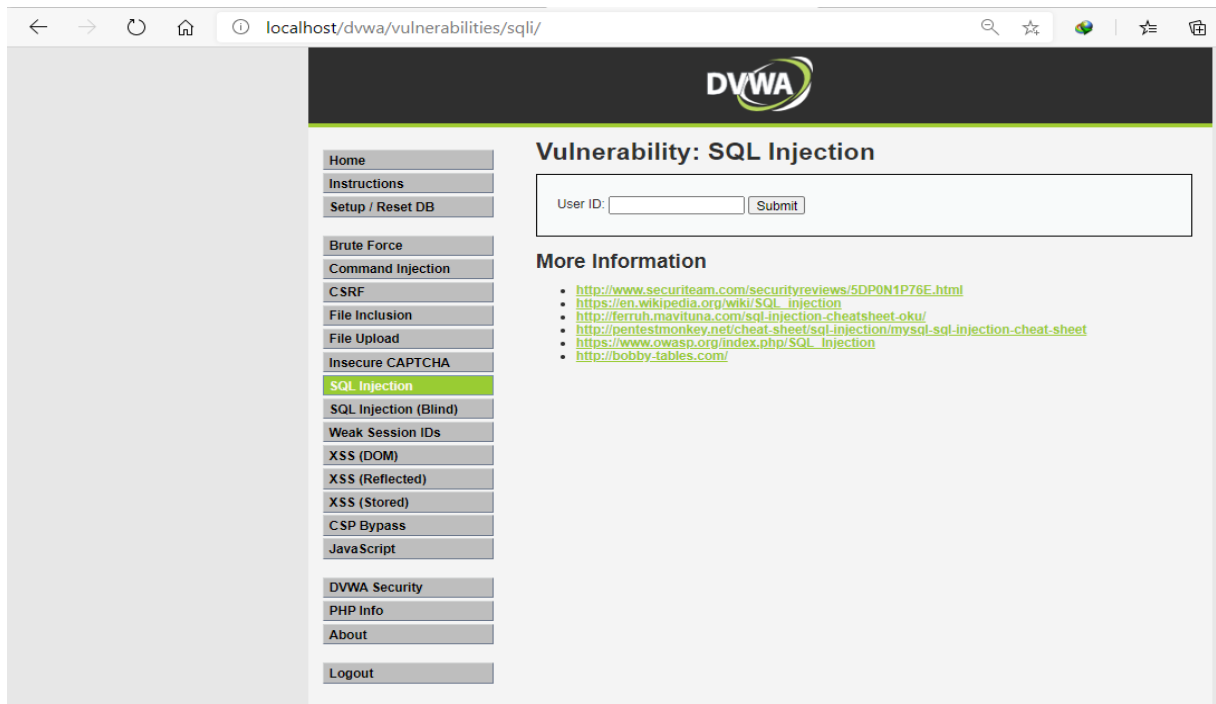 localhost/dvwa/vulnerabilities/sqli/
DVWA
Home
Instructions
Setup / Reset DB
Brute Force
Command Injection
CSRF
File Inclusion
File Upload
Insecure CAPTCHA
SQL Injection
SQL Injection (Blind)
Weak Session IDs
XSS (DOM)
XSS (Reflected)
XSS (Stored)
CSP Bypass
JavaScript
DVWA Security
PHP Info
About
Logout
Vulnerability: SQL Injection
User ID: Submit
More Information
http://www.securiteam.com/securityreviews/5DP0N1P76E.html
https://en.wikipedia.org/wiki/SQL_injection
http://ferruh.mavituna.com/sql-injection-cheatsheet-oku/
http://pentestmonkey.net/cheat-sheet/sql-injection/mysql-sql-injection-cheat-sheet
https://www.owasp.org/index.php/SQL_Injection
http://bobby-tables.com/